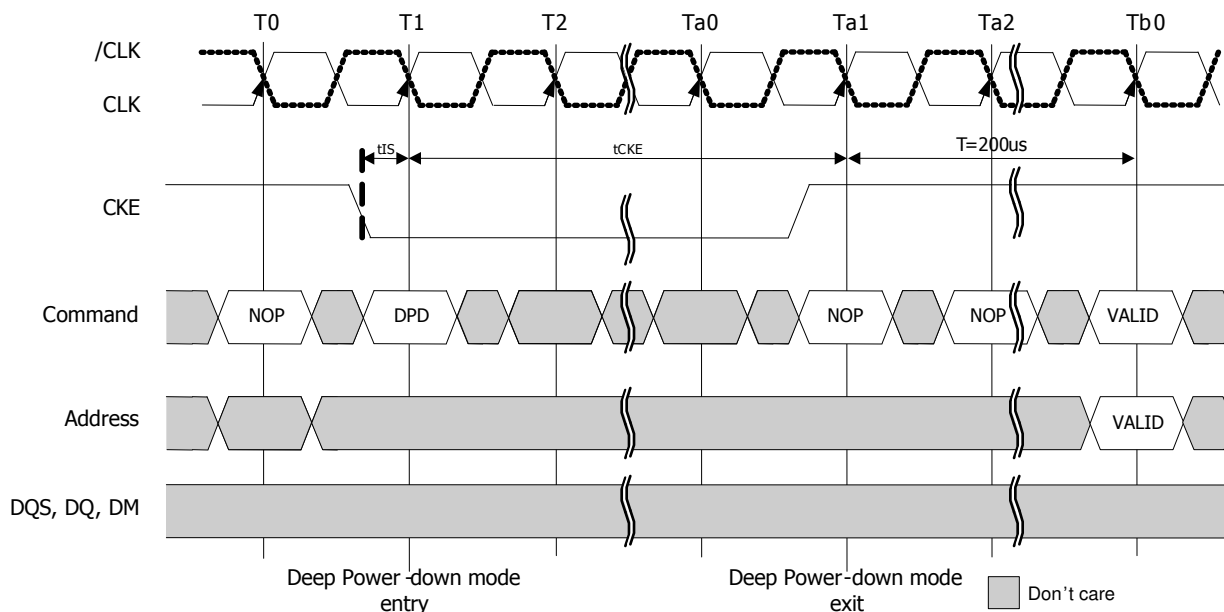 T0 T1 T2 Ta0 Ta1 Ta2 Tb0
/CLK
CLK
tIS tCKE T=200us
CKE
Command NOP DPD NOP NOP VALID
Address VALID
DQS, DQ, DM
Deep Power-down mode
entry
Deep Power-down mode
exit
Don't care